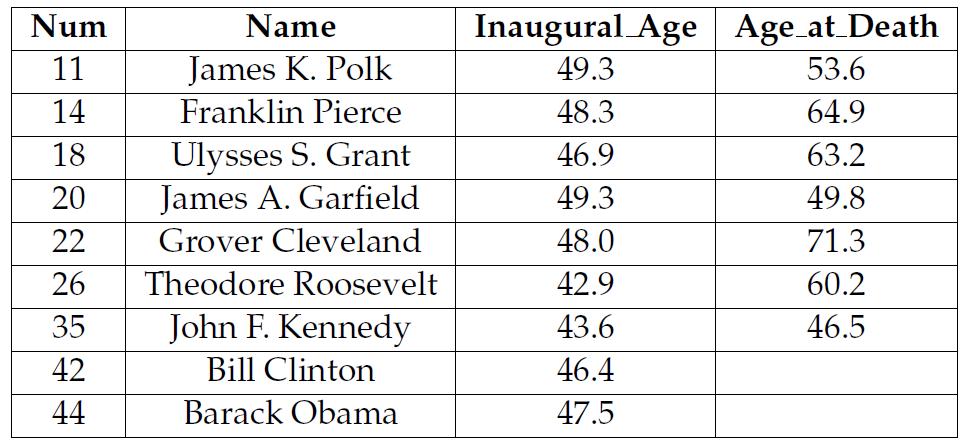 Num Name Inaugural_Age Age_at_Death
11 James K. Polk 49.3 53.6
14 Franklin Pierce 48.3 64.9
18 Ulysses S. Grant 46.9 63.2
20 James A. Garfield 49.3 49.8
22 Grover Cleveland 48.0 71.3
26 Theodore Roosevelt 42.9 60.2
35 John F. Kennedy 43.6 46.5
42 Bill Clinton 46.4
44 Barack Obama 47.5